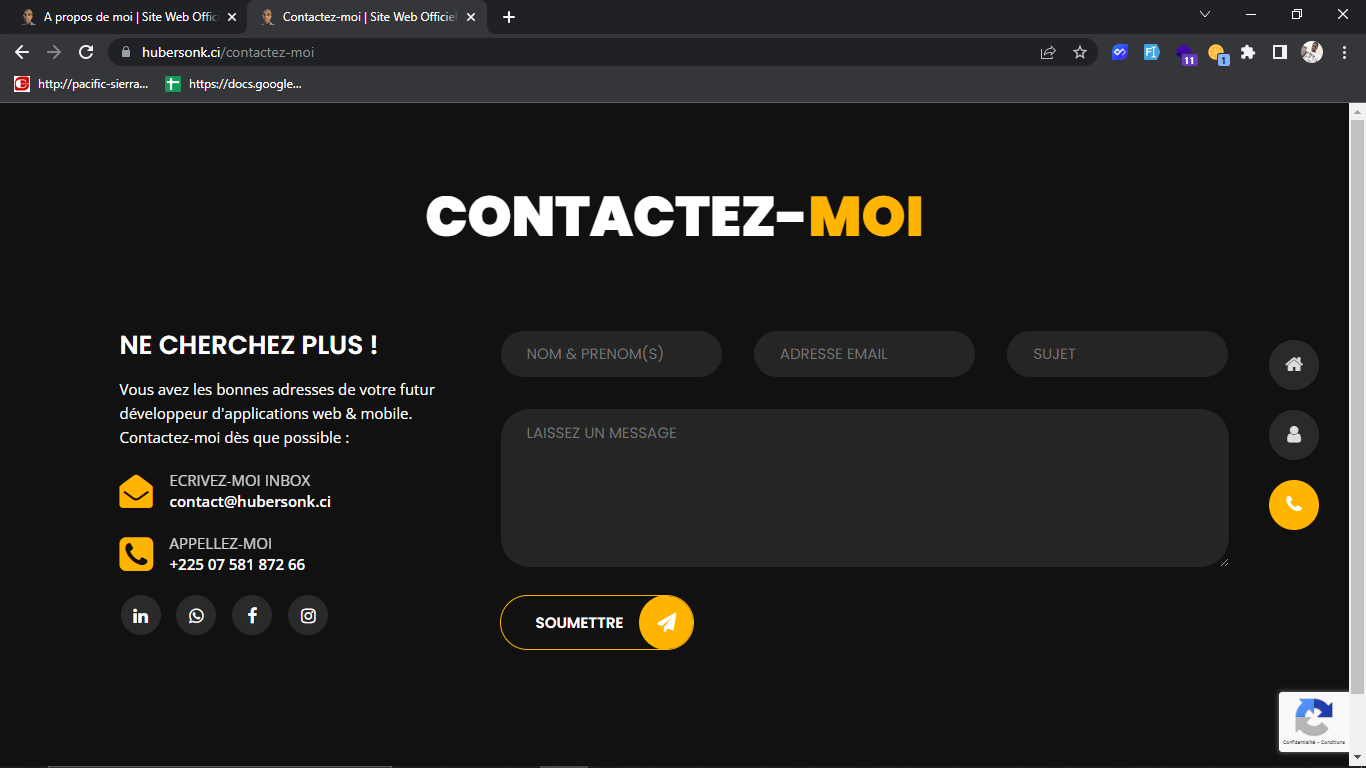 A propos de moi | Site Web Offic
Contactez-moi | Site Web Officiel
hubersonk.ci/contactez-moi
11
1
http://pacific-sierra...
https://docs.google...
CONTACTEZ-MOI
NE CHERCHEZ PLUS !
Vous avez les bonnes adresses de votre futur
développeur d'applications web & mobile.
Contactez-moi dès que possible :
ECRIVEZ-MOI INBOX
contact@hubersonk.ci
APPELLEZ-MOI
+225 07 581 872 66
NOM & PRENOM(S)
ADRESSE EMAIL
SUJET
LAISSEZ UN MESSAGE
SOUMETTRE
Confidentialité - Conditions